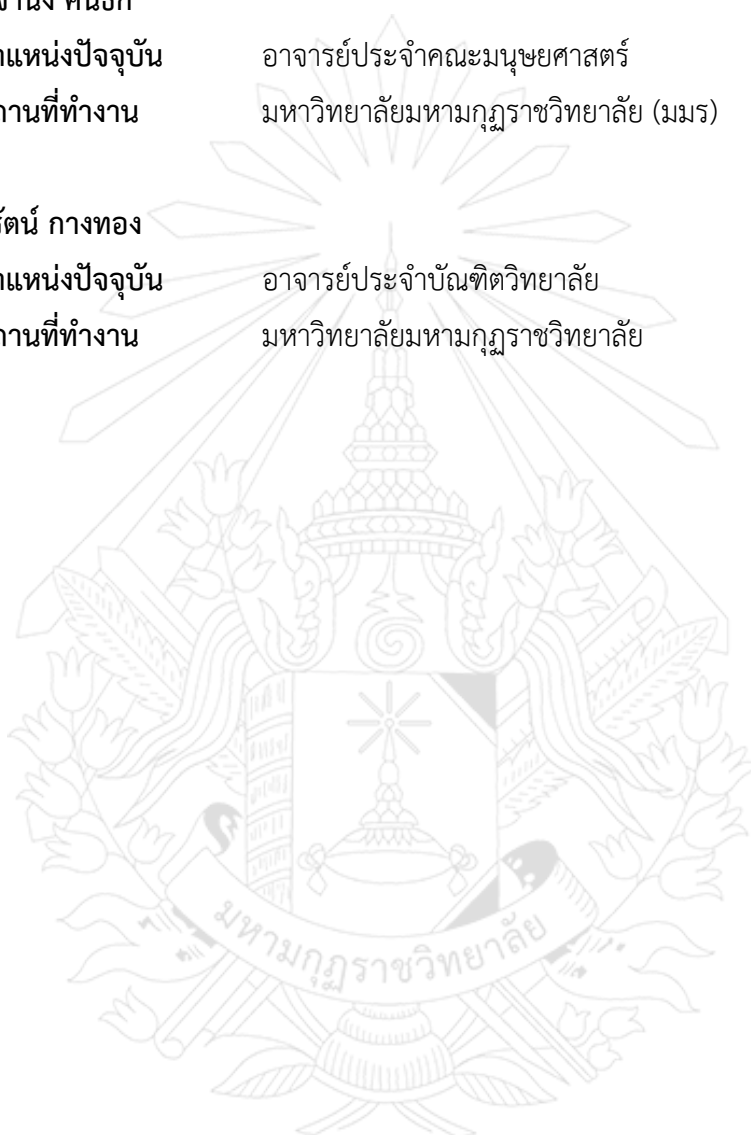 จำนง คันธิก
ำแหน่งปัจจุบัน อาจารย์ประจำคณะมนุษยศาสตร์
านที่ทำงาน มหาวิทยาลัยมหามกุฏราชวิทยาลัย (มมร)
รัตน์ กางทอง
ำแหน่งปัจจุบัน อาจารย์ประจำบัณฑิตวิทยาลัย
านที่ทำงาน มหาวิทยาลัยมหามกุฏราชวิทยาลัย
มหามกุฏราชวิทยาลัย